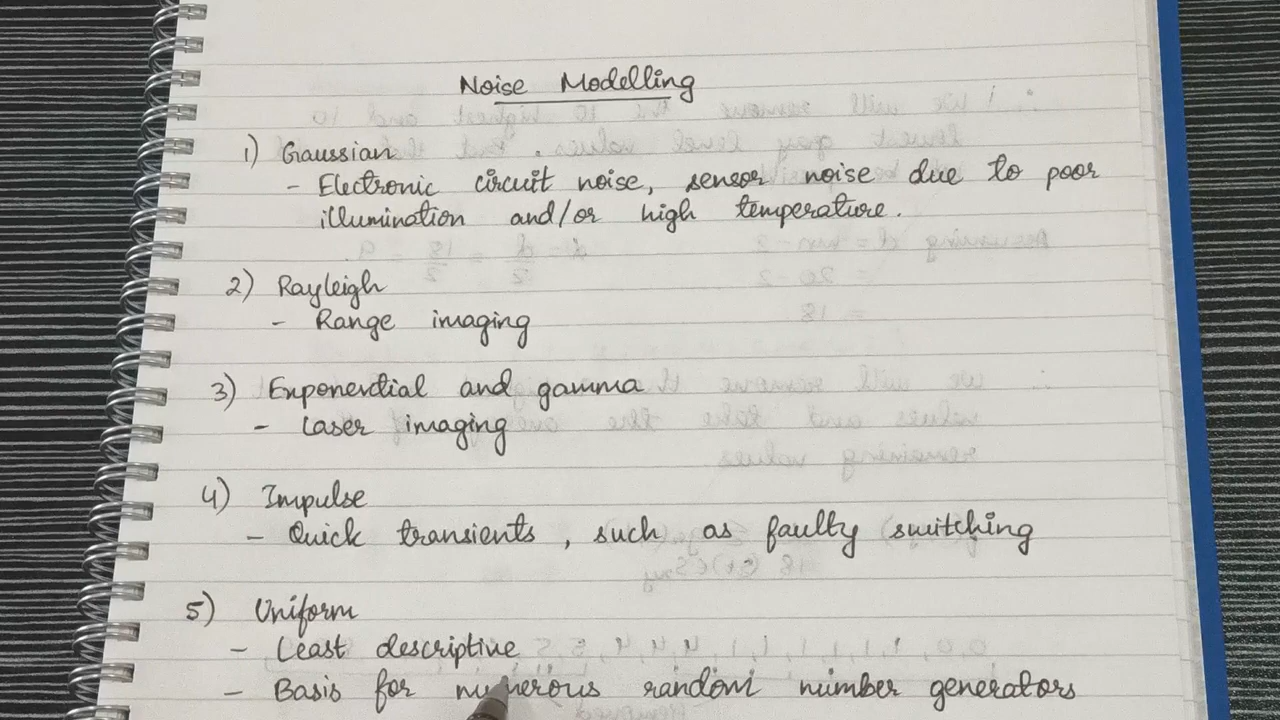 Noise Modelling
1) Gaussian
- Electronic circuit noise, sensor noise due to poor
illumination and/or high temperature.
2) Rayleigh
- Range imaging
3) Exponential and gamma
- Laser imaging
4) Impulse
- Quick transients, such as faulty switching
5) Uniform
- Least descriptive
- Basis for numerous random number generators